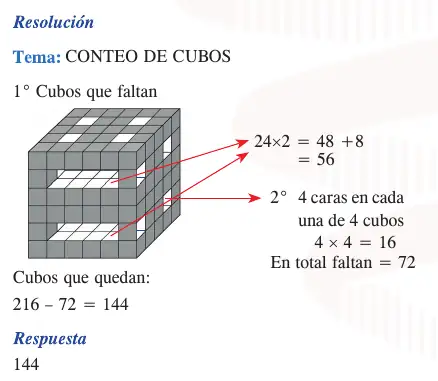 Resolución
Tema: CONTEO DE CUBOS
1° Cubos que faltan
24×2 = 48 +8
= 56
2° 4 caras en cada
una de 4 cubos
4 × 4 = 16
En total faltan = 72
Cubos que quedan:
216 – 72 = 144
Respuesta
144